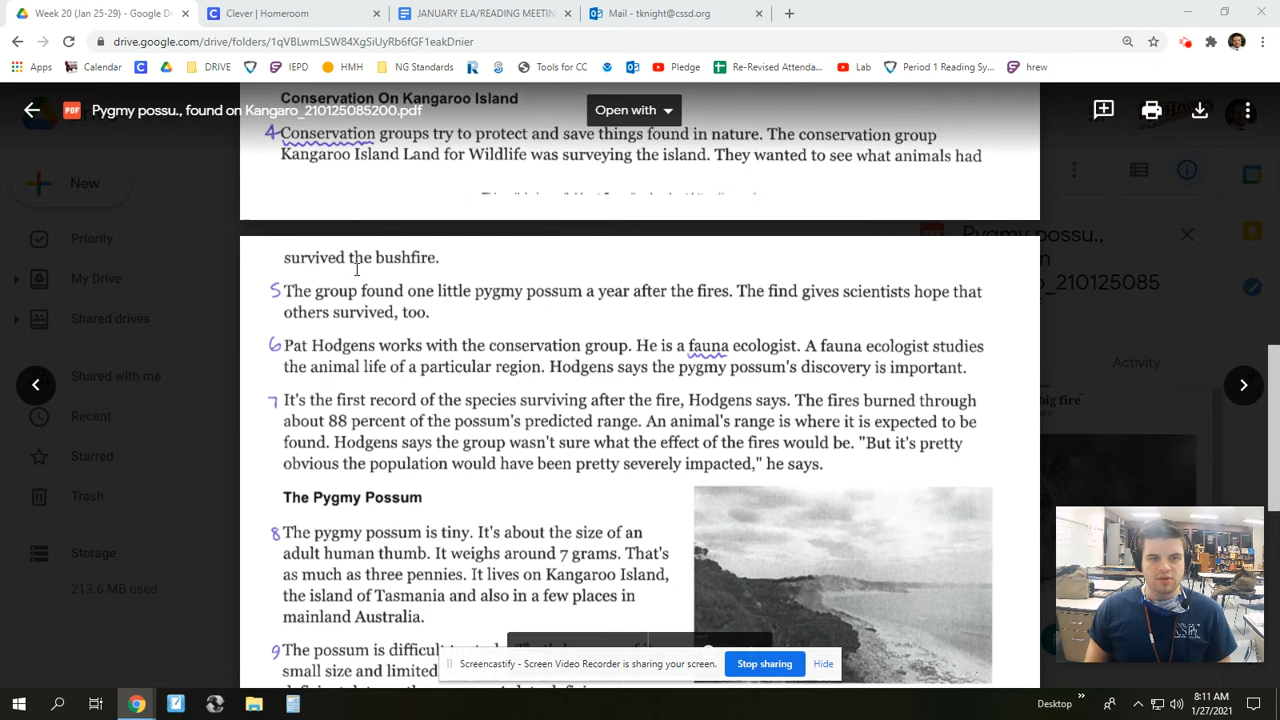 Week 20 (Jan 25-29) - Google Dr
Clever | Homeroom
JANUARY ELA/READING MEETIN
Mail - tknight@cssd.org
drive.google.com/drive/folders/1qVBLwmLSW84XgSiUyRb6fGF1eakDnier
Apps
Calendar
DRIVE
IEPD
HMH
NG Standards
Tools for CC
Pledge
Re-Revised Attenda...
Lab
Period 1 Reading Sy...
hrew
Pygmy possu., found on Kangaro_210125085200.pdf
Open with
New
Priority
My Drive
Shared drives
Shared with me
Recent
Starred
Trash
Storage
213.6 MB used
Conservation On Kangaroo Island
4 Conservation groups try to protect and save things found in nature. The conservation group
Kangaroo Island Land for Wildlife was surveying the island. They wanted to see what animals had
survived the bushfire.
5 The group found one little pygmy possum a year after the fires. The find gives scientists hope that
others survived, too.
6 Pat Hodgens works with the conservation group. He is a fauna ecologist. A fauna ecologist studies
the animal life of a particular region. Hodgens says the pygmy possum's discovery is important.
7 It's the first record of the species surviving after the fire, Hodgens says. The fires burned through
about 88 percent of the possum's predicted range. An animal's range is where it is expected to be
found. Hodgens says the group wasn't sure what the effect of the fires would be. "But it's pretty
obvious the population would have been pretty severely impacted," he says.
The Pygmy Possum
8 The pygmy possum is tiny. It's about the size of an
adult human thumb. It weighs around 7 grams. That's
as much as three pennies. It lives on Kangaroo Island,
the island of Tasmania and also in a few places in
mainland Australia.
9 The possum is difficult
small size and limited
Pygmy possu.,
found on
Kangaro_210125085
Activity
big fire
Screencastify - Screen Video Recorder is sharing your screen.
Stop sharing
Hide
Desktop
8:11 AM
1/27/2021